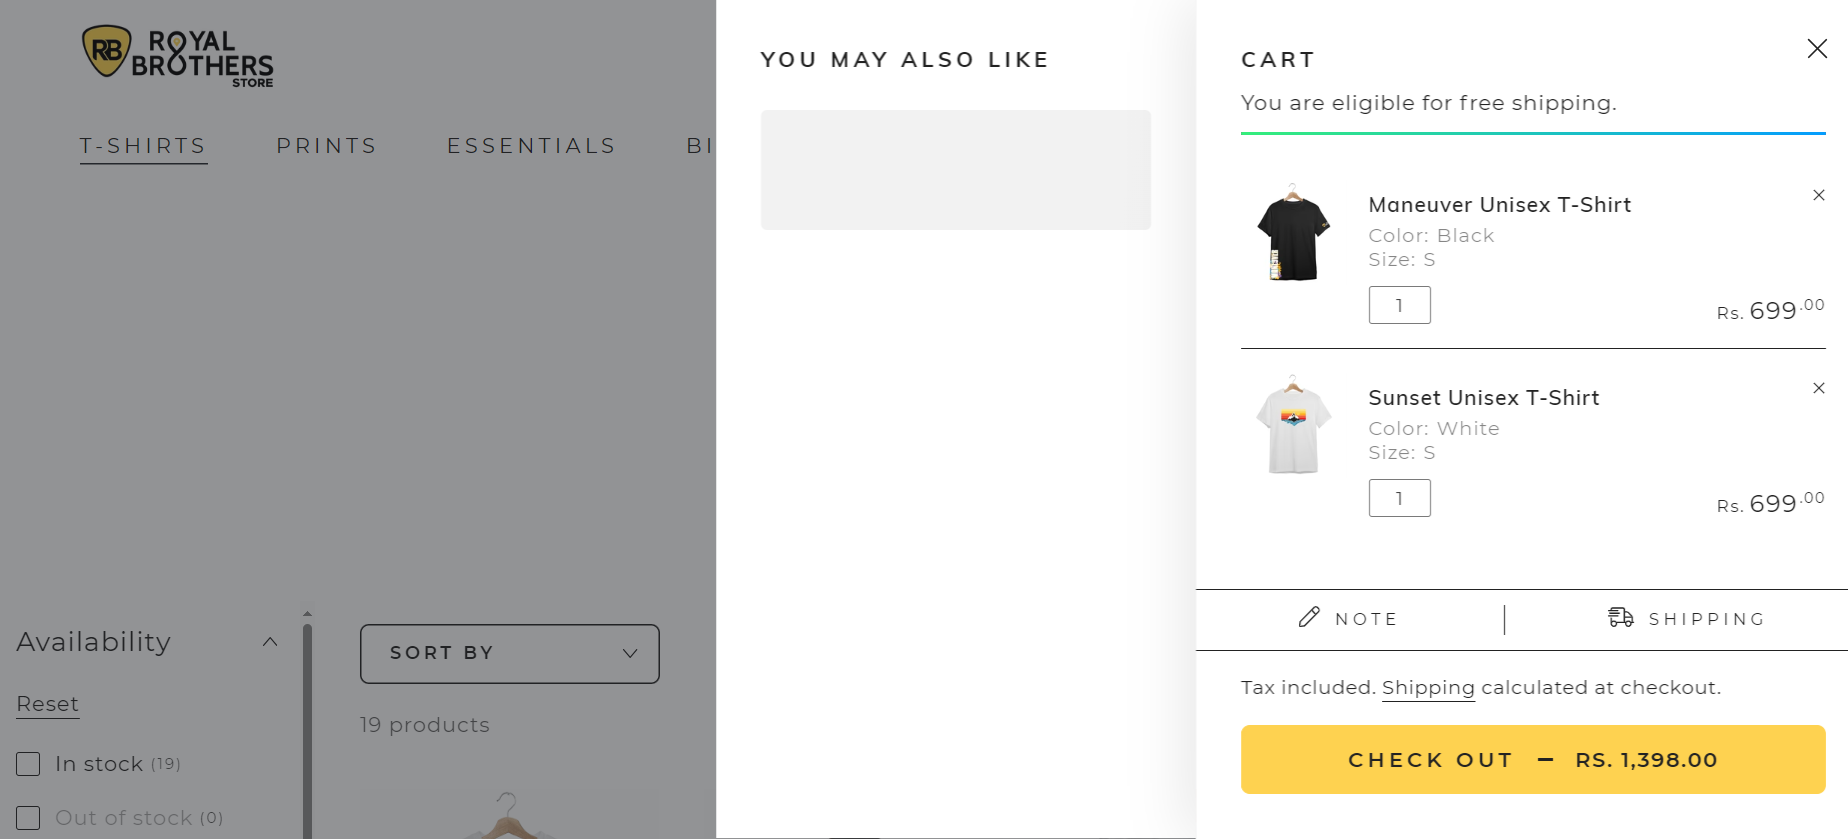 RB ROYAL
BROTHERS
STORE
T-SHIRTS PRINTS ESSENTIALS BI
Availability
Reset
In stock (19)
Out of stock (0)
SORT BY
19 products
YOU MAY ALSO LIKE
CART
You are eligible for free shipping.
Maneuver Unisex T-Shirt
Color: Black
Size: S
1
Rs. 699.00
Sunset Unisex T-Shirt
Color: White
Size: S
1
Rs. 699.00
NOTE
SHIPPING
Tax included. Shipping calculated at checkout.
CHECK OUT – RS. 1,398.00